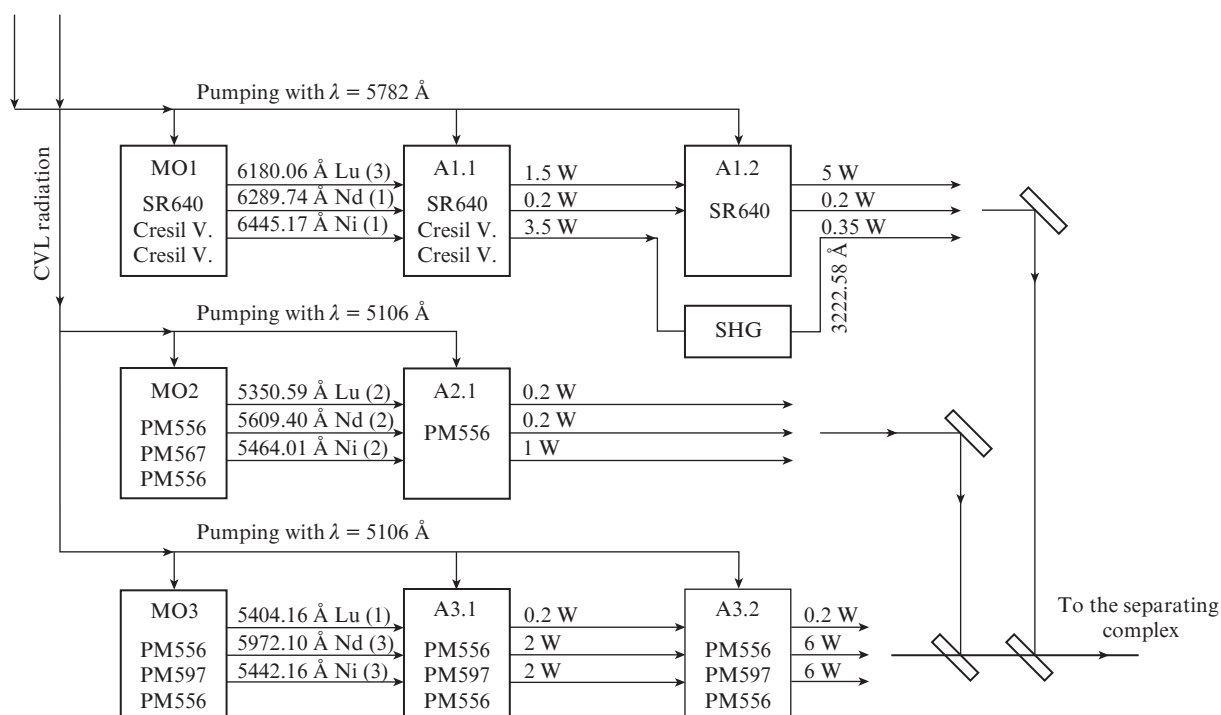 Pumping with λ = 5782 Å
CVL radiation
MO1
SR640
Cresil V.
Cresil V.
6180.06 Å Lu (3)
6289.74 Å Nd (1)
6445.17 Å Ni (1)
A1.1
SR640
Cresil V.
Cresil V.
1.5 W
0.2 W
3.5 W
A1.2
SR640
5 W
0.2 W
0.35 W
SHG
3222.58 Å
Pumping with λ = 5106 Å
MO2
PM556
PM567
PM556
5350.59 Å Lu (2)
5609.40 Å Nd (2)
5464.01 Å Ni (2)
A2.1
PM556
0.2 W
0.2 W
1 W
Pumping with λ = 5106 Å
MO3
PM556
PM597
PM556
5404.16 Å Lu (1)
5972.10 Å Nd (3)
5442.16 Å Ni (3)
A3.1
PM556
PM597
PM556
0.2 W
2 W
2 W
A3.2
PM556
PM597
PM556
0.2 W
6 W
6 W
To the separating
complex